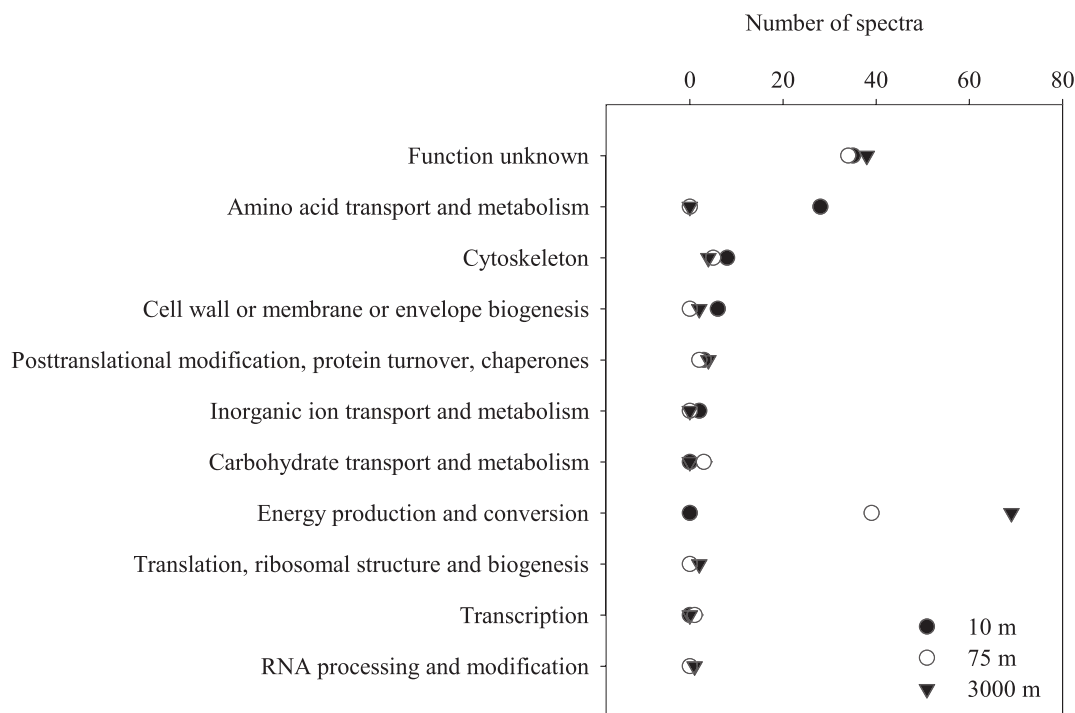 Number of spectra
0 20 40 60 80
Function unknown
Amino acid transport and metabolism
Cytoskeleton
Cell wall or membrane or envelope biogenesis
Posttranslational modification, protein turnover, chaperones
Inorganic ion transport and metabolism
Carbohydrate transport and metabolism
Energy production and conversion
Translation, ribosomal structure and biogenesis
Transcription
RNA processing and modification
10 m
75 m
3000 m